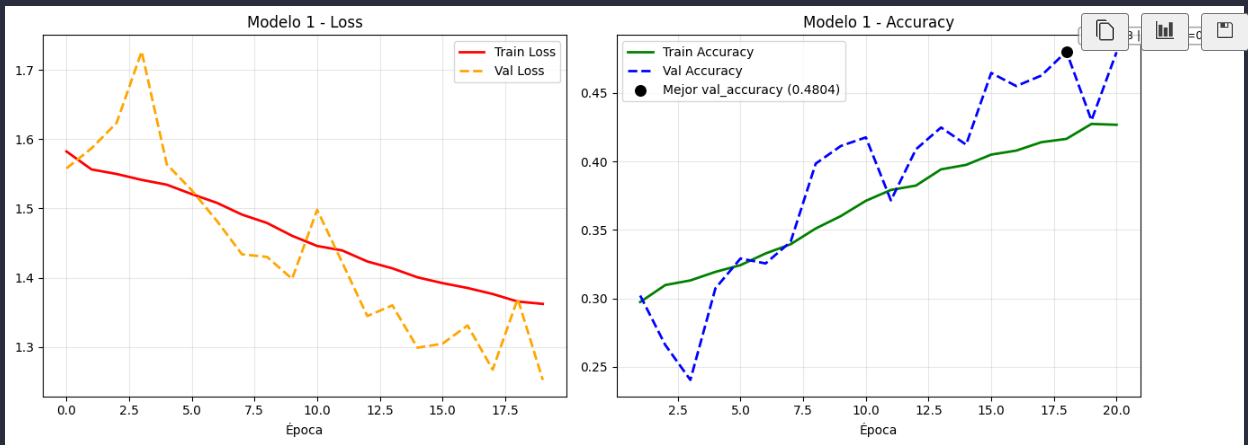 Modelo 1 - Loss
Train Loss
Val Loss
1.7
1.6
1.5
1.4
1.3
0.0 2.5 5.0 7.5 10.0 12.5 15.0 17.5
Época
Modelo 1 - Accuracy
Train Accuracy
Val Accuracy
Mejor val_accuracy (0.4804)
0.45
0.40
0.35
0.30
0.25
2.5 5.0 7.5 10.0 12.5 15.0 17.5 20.0
Época